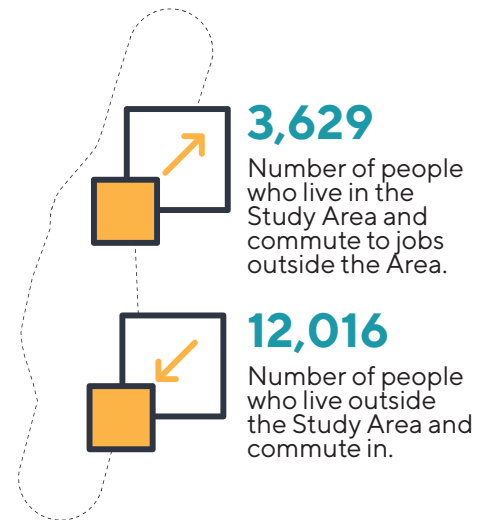 3,629
Number of people
who live in the
Study Area and
commute to jobs
outside the Area.
12,016
Number of people
who live outside
the Study Area and
commute in.